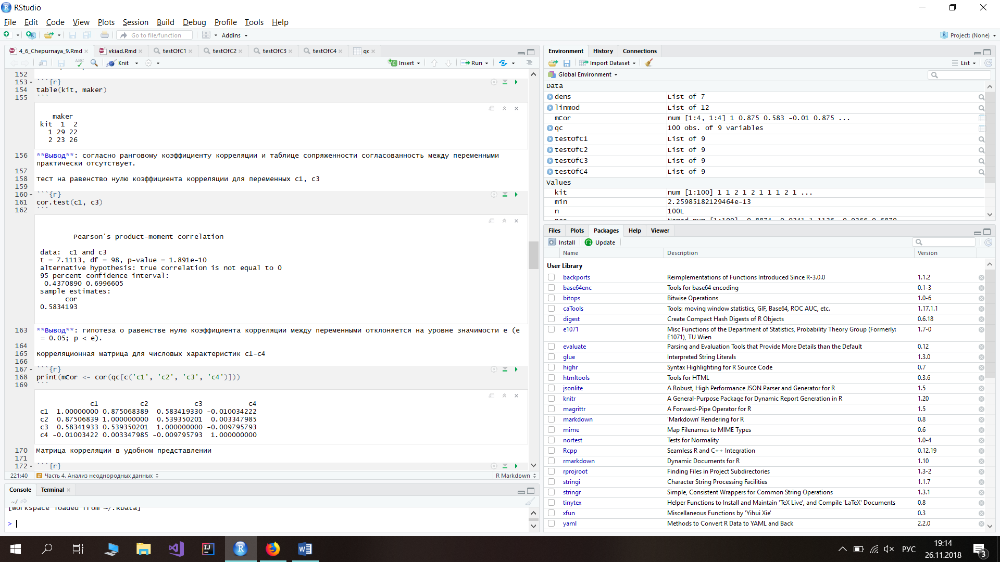 RStudio
File Edit Code View Plots Session Build Debug Profile Tools Help
Go to file/function Addins Project: (None)
4_6_Chepurnaya_9.Rmd vkiad.Rmd testOfC1 testOfC2 testOfC3 testOfC4 qc
ABC Knit Insert Run
152
153 ```{r}
154 table(kit, maker)
155 ```
maker
kit 1 2
1 29 22
2 23 26
156 **Вывод**: согласно ранговому коэффициенту корреляции и таблице сопряженности согласованность между переменными
практически отсутствует.
157
158 Тест на равенство нулю коэффициента корреляции для переменных c1, c3
159
160 ```{r}
161 cor.test(c1, c3)
162 ```
Pearson's product-moment correlation
data: c1 and c3
t = 7.1113, df = 98, p-value = 1.891e-10
alternative hypothesis: true correlation is not equal to 0
95 percent confidence interval:
0.4370890 0.6996605
sample estimates:
cor
0.5834193
163 **Вывод**: гипотеза о равенстве нулю коэффициента корреляции между переменными отклоняется на уровне значимости e (e
= 0.05; p < e).
164
165 Корреляционная матрица для числовых характеристик c1-c4
166
167 ```{r}
168 print(mCor <- cor(qc[c('c1', 'c2', 'c3', 'c4')]))
169 ```
c1 c2 c3 c4
c1 1.00000000 0.875068389 0.583419330 -0.010034222
c2 0.87506839 1.000000000 0.539350201 0.003347985
c3 0.58341933 0.539350201 1.000000000 -0.009795793
c4 -0.01003422 0.003347985 -0.009795793 1.000000000
170 Матрица корреляции в удобном представлении
171
172 ```{r}
221:40 # Часть 4. Анализ неоднородных данных R Markdown
Console Terminal
~/
[Workspace loaded from ~/.RData]
>
Environment History Connections
Import Dataset List
Global Environment
Data
dens List of 7
linmod List of 12
mCor num [1:4, 1:4] 1 0.875 0.583 -0.01 0.875 ...
qc 100 obs. of 9 variables
testOfC1 List of 9
testOfC2 List of 9
testOfC3 List of 9
testOfC4 List of 9
Values
kit num [1:100] 1 1 2 1 2 1 1 1 2 1 ...
min 2.25985182129464e-13
n 100L
Files Plots Packages Help Viewer
Install Update
Name Description Version
User Library
backports Reimplementations of Functions Introduced Since R-3.0.0 1.1.2
base64enc Tools for base64 encoding 0.1-3
bitops Bitwise Operations 1.0-6
caTools Tools: moving window statistics, GIF, Base64, ROC AUC, etc. 1.17.1.1
digest Create Compact Hash Digests of R Objects 0.6.18
e1071 Misc Functions of the Department of Statistics, Probability Theory Group (Formerly: 1.7-0
E1071), TU Wien
evaluate Parsing and Evaluation Tools that Provide More Details than the Default 0.12
glue Interpreted String Literals 1.3.0
highr Syntax Highlighting for R Source Code 0.7
htmltools Tools for HTML 0.3.6
jsonlite A Robust, High Performance JSON Parser and Generator for R 1.5
knitr A General-Purpose Package for Dynamic Report Generation in R 1.20
magrittr A Forward-Pipe Operator for R 1.5
markdown 'Markdown' Rendering for R 0.8
mime Map Filenames to MIME Types 0.6
nortest Tests for Normality 1.0-4
Rcpp Seamless R and C++ Integration 0.12.19
rmarkdown Dynamic Documents for R 1.10
rprojroot Finding Files in Project Subdirectories 1.3-2
stringi Character String Processing Facilities 1.1.7
stringr Simple, Consistent Wrappers for Common String Operations 1.3.1
tinytex Helper Functions to Install and Maintain 'TeX Live', and Compile 'LaTeX' Documents 0.8
xfun Miscellaneous Functions by 'Yihui Xie' 0.3
yaml Methods to Convert R Data to YAML and Back 2.2.0
РУС 19:14
26.11.2018 3